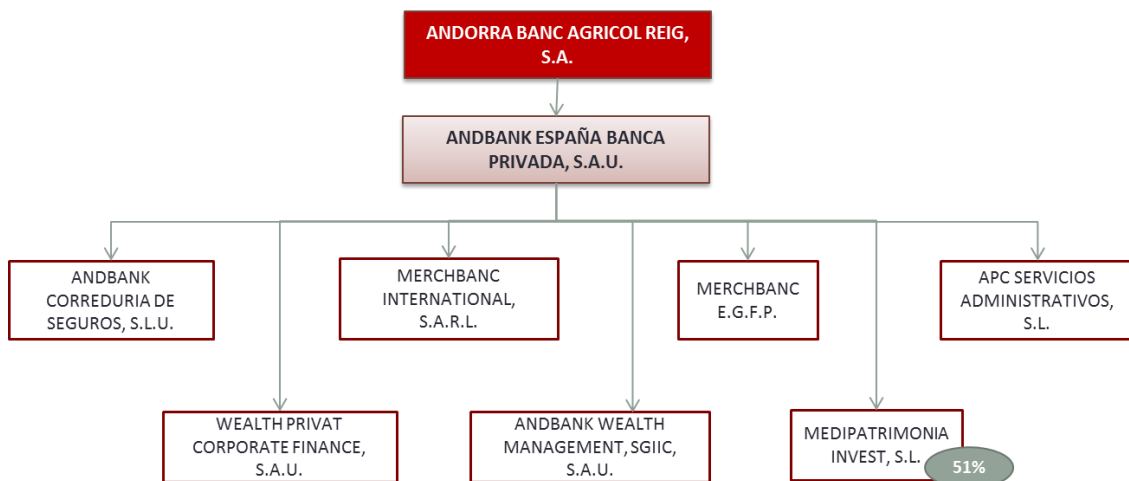 ANDORRA BANC AGRICOL REIG,
S.A.
ANDBANK ESPAÑA BANCA
PRIVADA, S.A.U.
ANDBANK
CORREDURIA DE
SEGUROS, S.L.U.
MERCHBANC
INTERNATIONAL,
S.A.R.L.
MERCHBANC
E.G.F.P.
APC SERVICIOS
ADMINISTRATIVOS,
S.L.
WEALTH PRIVAT
CORPORATE FINANCE,
S.A.U.
ANDBANK WEALTH
MANAGEMENT, SGIIC,
S.A.U.
MEDIPATRIMONIA
INVEST, S.L.
51%